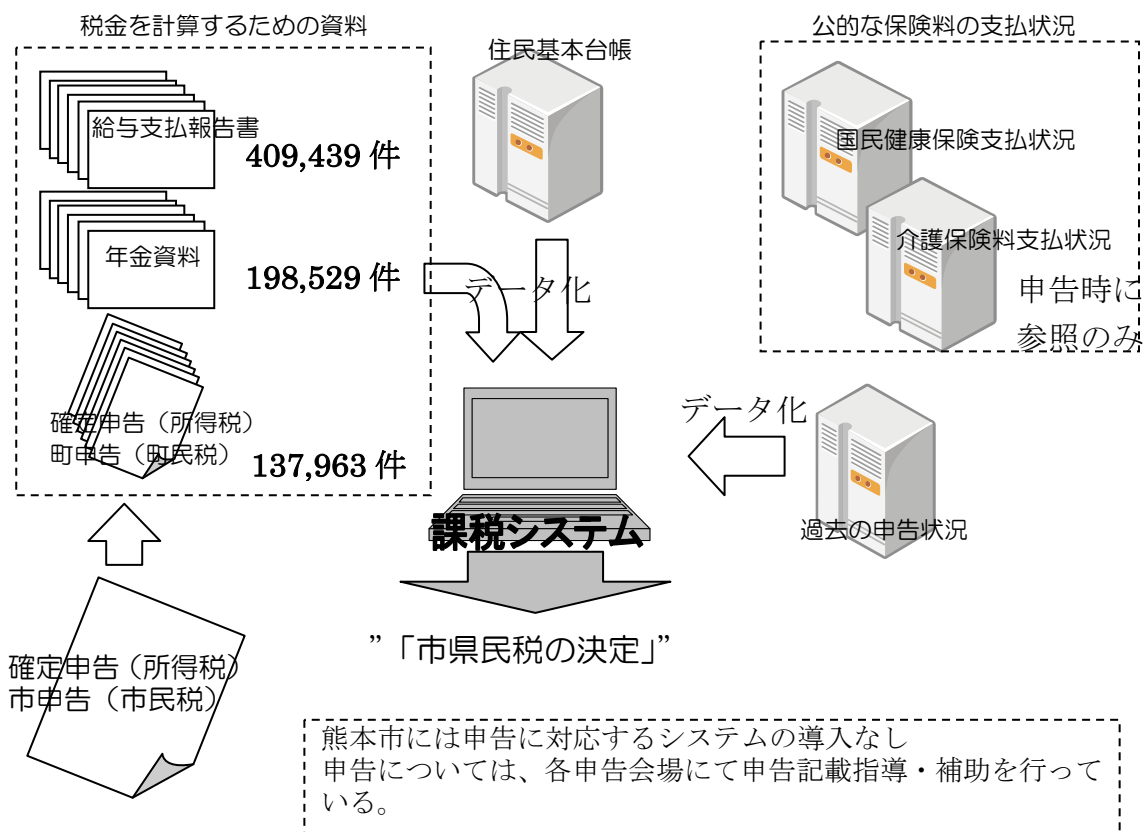 税金を計算するための資料
給与支払報告書
409,439 件
年金資料
198,529 件
確定申告（所得税）
町申告（町民税）
137,963 件
住民基本台帳
データ化
公的な保険料の支払状況
国民健康保険支払状況
介護保険料支払状況
申告時に
参照のみ
データ化
過去の申告状況
課税システム
”「市県民税の決定」”
確定申告（所得税）
市申告（市民税）
熊本市には申告に対応するシステムの導入なし
申告については、各申告会場にて申告記載指導・補助を行って
いる。